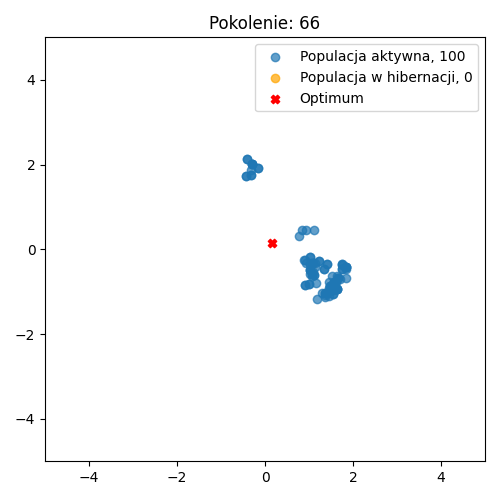 Pokolenie: 66
Populacja aktywna, 100
Populacja w hibernacji, 0
Optimum
4
2
0
−2
−4
−4 −2 0 2 4